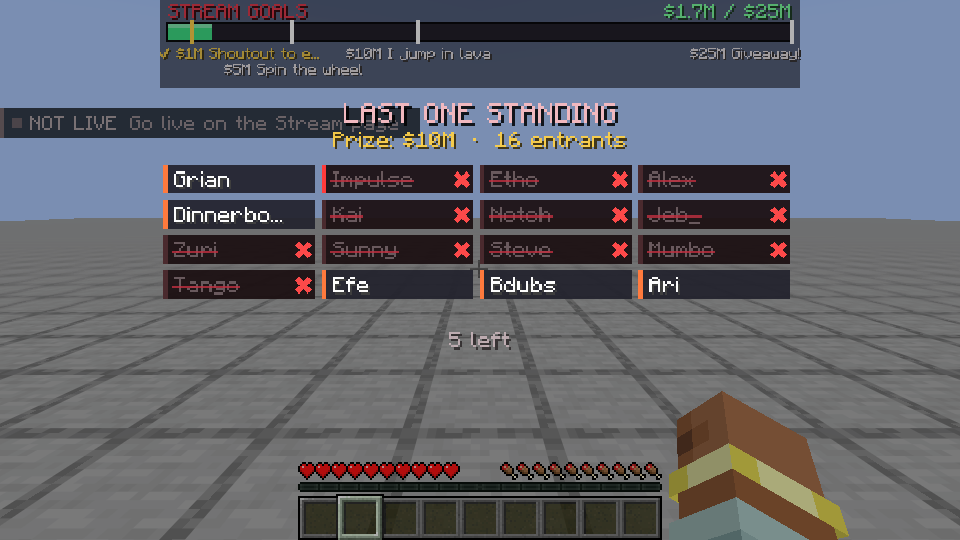 STREAM GOALS $1.7M / $25M
✔ $1M Shoutout to e... $10M I jump in lava $25M Giveaway!
$5M Spin the wheel
LAST ONE STANDING
NOT LIVE Go live on the Stream page
Prize: $10M · 16 entrants
Grian Impulse Etho Alex
Dinnerbo... Kai Notch Jeb_
Zuri Sunny Steve Mumbo
Tango Efe Bdubs Ari
5 left